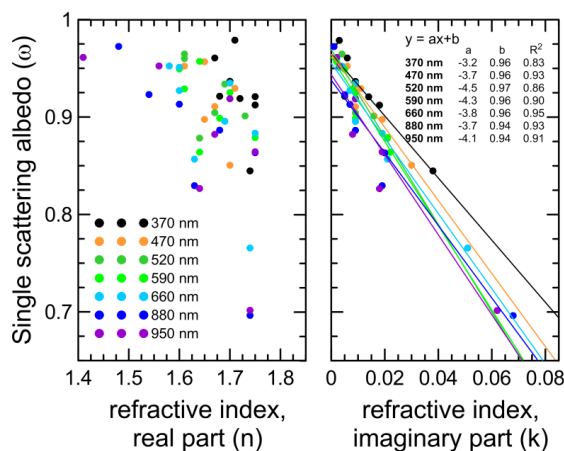 Single scattering albedo (ω)
1
0.9
0.8
0.7
370 nm
470 nm
520 nm
590 nm
660 nm
880 nm
950 nm
1.4 1.5 1.6 1.7 1.8
refractive index,
real part (n)
y = ax+b
a b R²
370 nm -3.2 0.96 0.83
470 nm -3.7 0.96 0.93
520 nm -4.5 0.97 0.86
590 nm -4.3 0.96 0.90
660 nm -3.8 0.96 0.95
880 nm -3.7 0.94 0.93
950 nm -4.1 0.94 0.91
0 0.02 0.04 0.06 0.08
refractive index,
imaginary part (k)